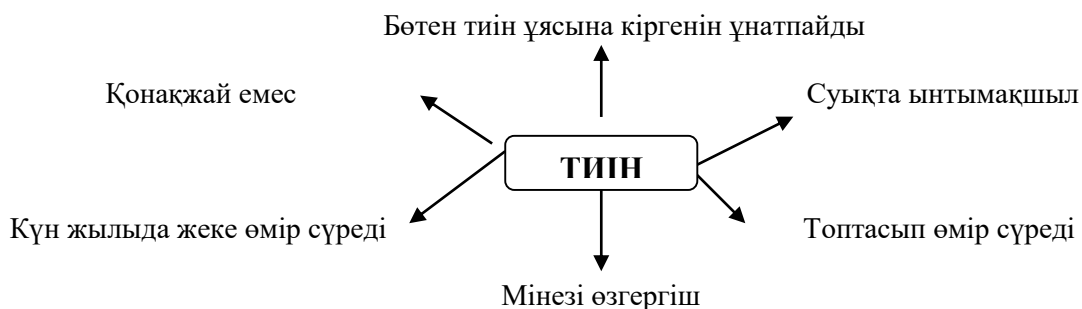 Бөтен тиін ұясына кіргенін ұнатпайды
Қонақжай емес
Суықта ынтымақшыл
ТИІН
Күн жылыда жеке өмір сүреді
Топтасып өмір сүреді
Мінезі өзгергіш